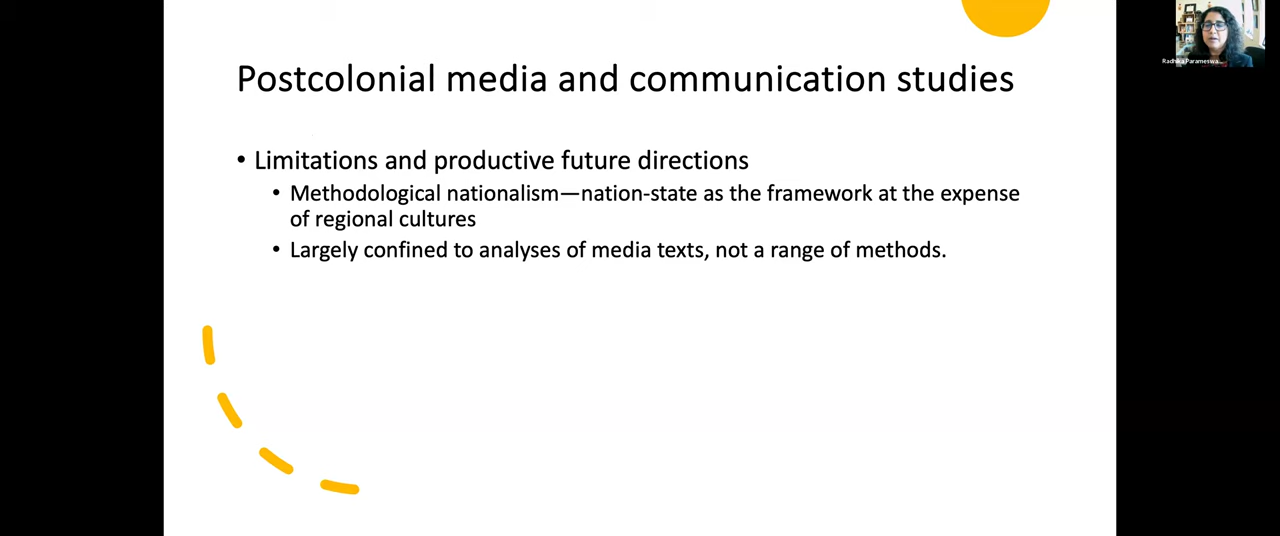 Radhika Parameswa...
Postcolonial media and communication studies
• Limitations and productive future directions
• Methodological nationalism—nation-state as the framework at the expense
of regional cultures
• Largely confined to analyses of media texts, not a range of methods.